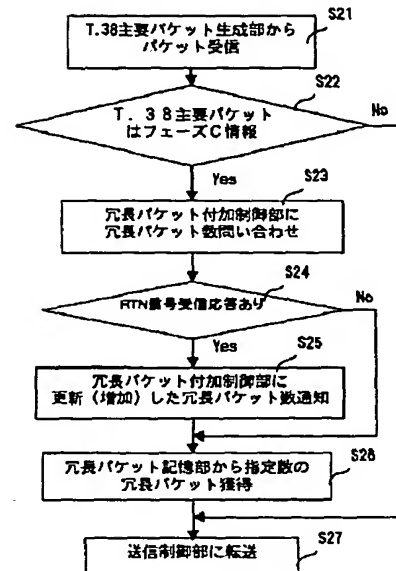 S21
T.38主要パケット生成部から
パケット受信
S22
T.38主要パケット
はフェーズC情報
No
Yes
S23
冗長パケット付加制御部に
冗長パケット数問い合わせ
S24
RTN信号受信応答あり
No
Yes
S25
冗長パケット付加制御部に
更新(増加)した冗長パケット数通知
S26
冗長パケット記憶部から指定数の
冗長パケット獲得
S27
送信制御部に転送